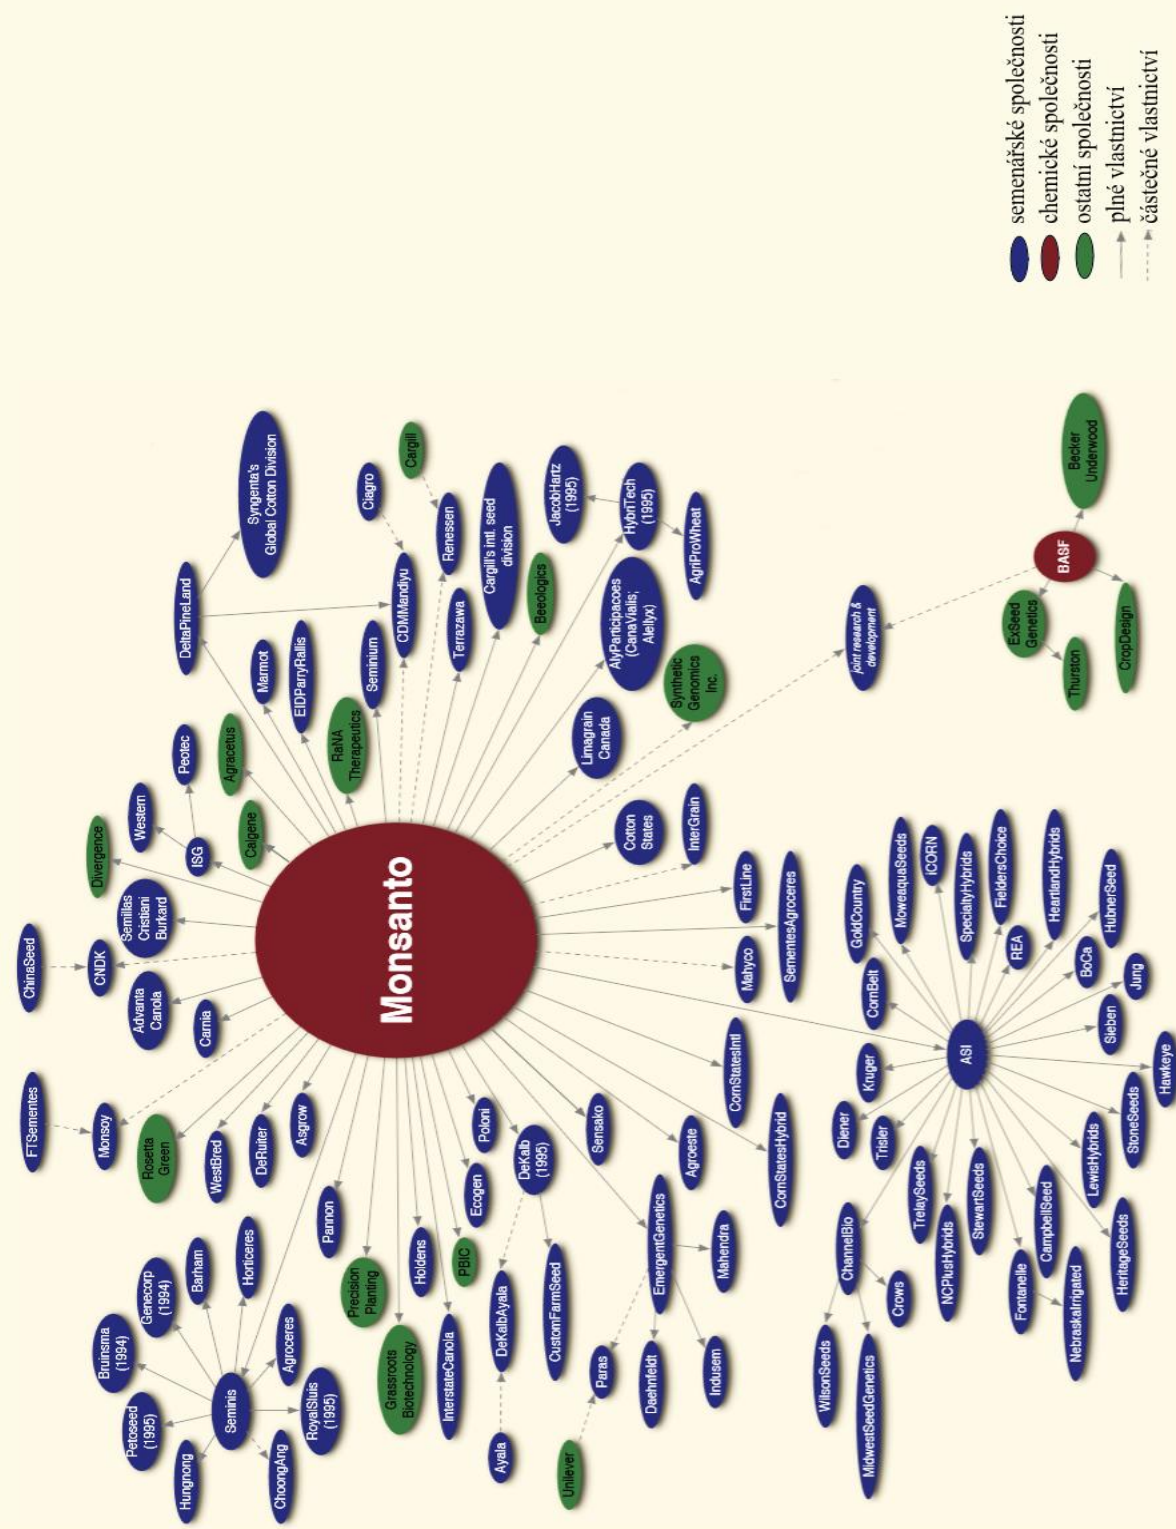 ChoongAng
Hungnong
Petoseed
(1995)
Bruinsma
(1994)
Genecorp
(1994)
Barham
Horticeres
Seminis
Agroceres
RoyalSluis
(1995)
FTSementes
Monsoy
Rosetta
Green
WestBred
DeRuiter
Asgrow
ChinaSeed
CNDK
Advanta
Canola
Carnia
Semillas
Cristiani
Burkard
Divergence
Western
ISG
Peotec
Calgene
Agracetus
DeltaPineLand
Syngenta's
Global Cotton Division
Marmot
EIDParryRallis
RaNA
Therapeutics
Seminium
Ciagro
CDMMandiyu
Cargill
Renessen
Terrazawa
Cargill's intl. seed
division
Beeologics
JacobHartz
(1995)
HybriTech
(1995)
AgriProWheat
AlyParticipacoes
(CanaVialis;
Alellyx)
Synthetic
Genomics
Inc.
Limagrain
Canada
Cotton
States
InterGrain
Monsanto
Pannon
Precision
Planting
Grassroots
Biotechnology
Holdens
InterstateCanola
PBIC
Ecogen
Poloni
DeKalb
(1995)
DeKalbAyala
Ayala
CustomFarmSeed
Unilever
Paras
Sensako
EmergentGenetics
Daehnfeldt
Indusem
Mahendra
Agroeste
CornStatesHybrid
CornStatesIntl
Mahyco
FirstLine
SementesAgroceres
joint research &
development
BASF
ExSeed
Genetics
Thurston
CropDesign
Becker
Underwood
ASI
WilsonSeeds
MidwestSeedGenetics
ChannelBio
Crows
Diener
Trisler
Kruger
CornBelt
GoldCountry
MoweaquaSeeds
iCORN
SpecialtyHybrids
FieldersChoice
REA
HeartlandHybrids
BoCa
HubnerSeed
Jung
Sieben
Hawkeye
StoneSeeds
LewisHybrids
HeritageSeeds
CampbellSeed
NebraskaIrrigated
Fontanelle
StewartSeeds
NCPlusHybrids
TrelaySeeds
semenářské společnosti
chemické společnosti
ostatní společnosti
plné vlastnictví
částečné vlastnictví